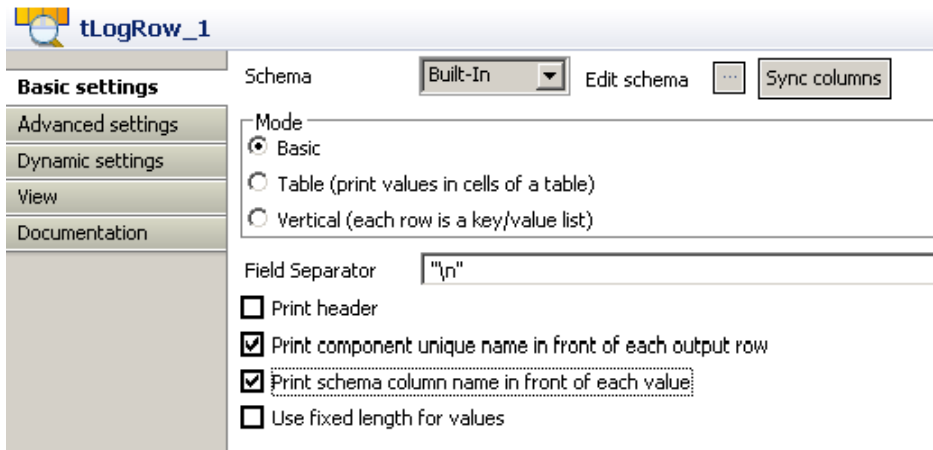 tLogRow_1
Basic settings
Advanced settings
Dynamic settings
View
Documentation
Schema Built-In Edit schema ... Sync columns
Mode
Basic
Table (print values in cells of a table)
Vertical (each row is a key/value list)
Field Separator "\n"
Print header
Print component unique name in front of each output row
Print schema column name in front of each value
Use fixed length for values